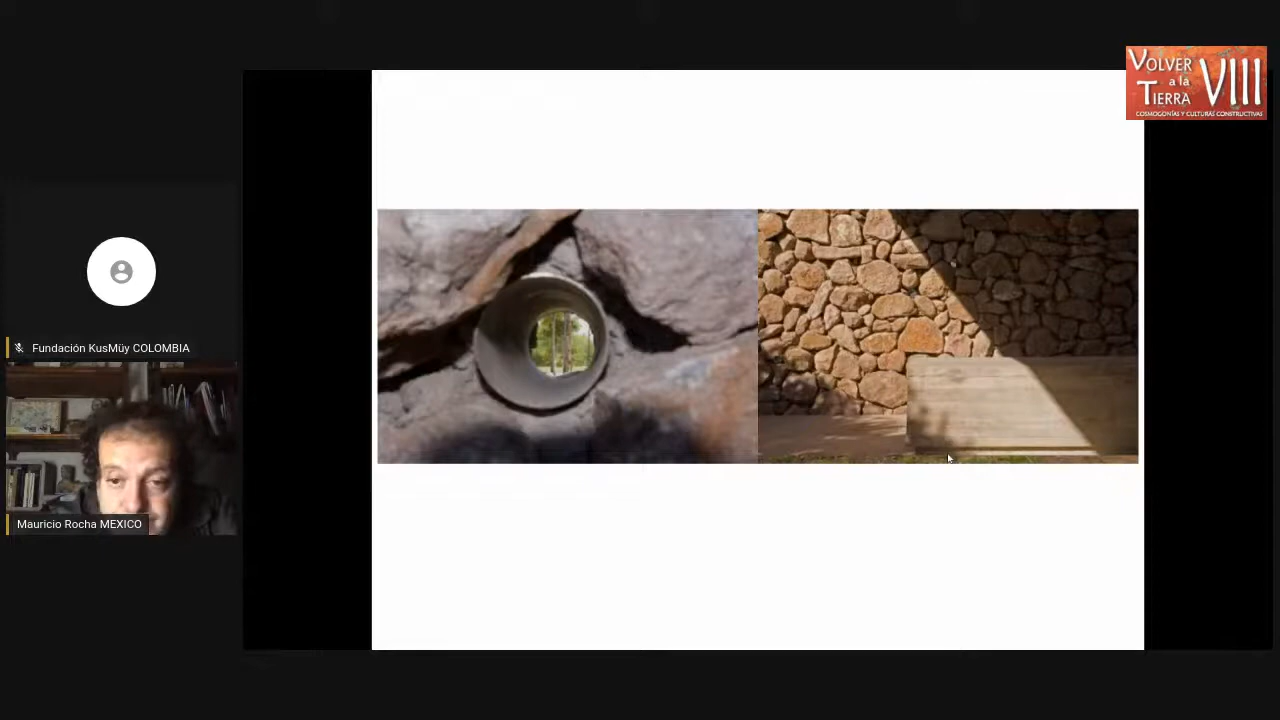 VOLVER
a la
TIERRA
VIII
COSMOGONÍAS Y CULTURAS CONSTRUCTIVAS
Fundación KusMüy COLOMBIA
Mauricio Rocha MEXICO